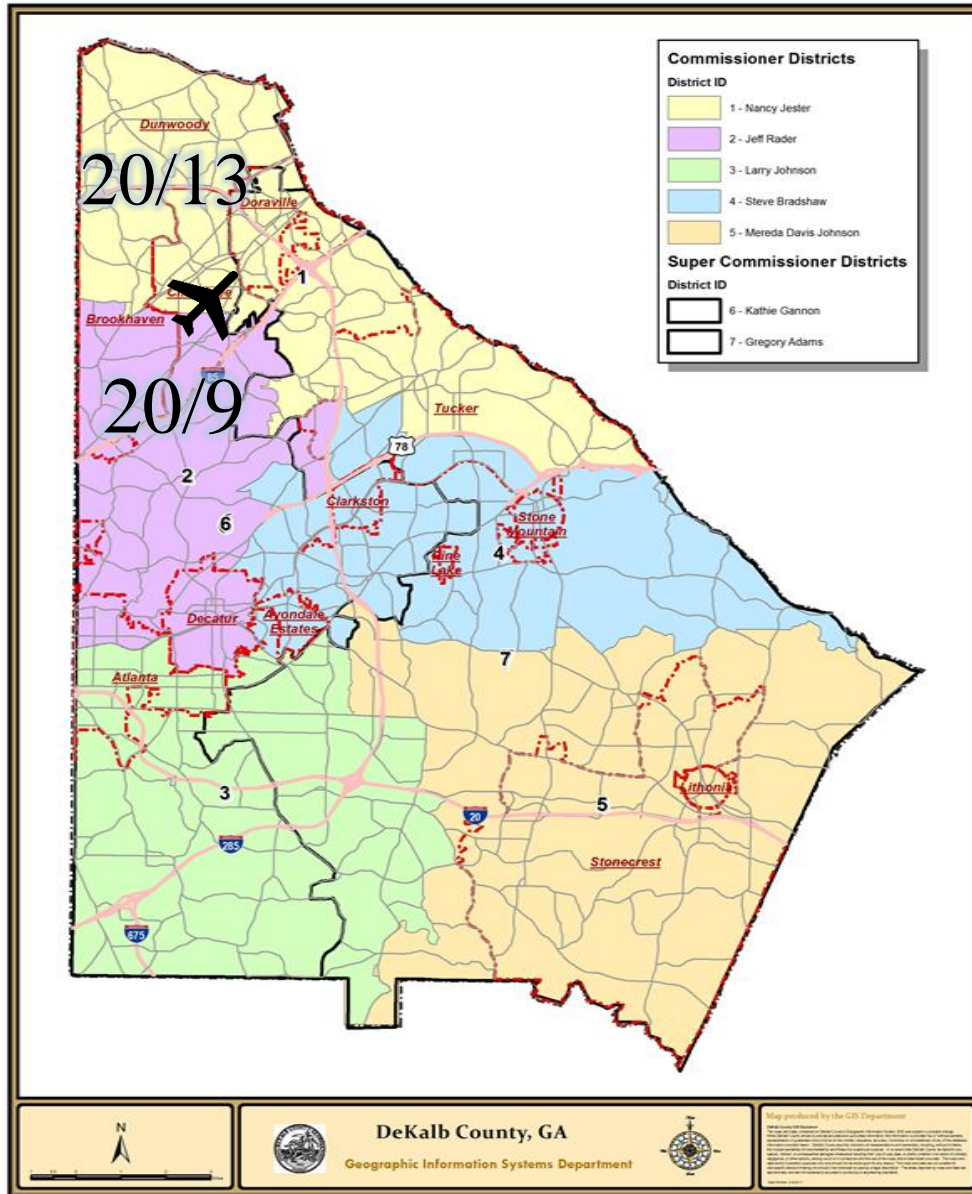 Commissioner Districts
District ID
1 - Nancy Jester
2 - Jeff Rader
3 - Larry Johnson
4 - Steve Bradshaw
5 - Mereda Davis Johnson
Super Commissioner Districts
District ID
6 - Kathie Gannon
7 - Gregory Adams
Dunwoody
20/13
Doraville
1
Brookhaven
85
20/9
Tucker
78
2
Clarkston
6
Stone
Mountain
4
Lake
Decatur
Avondale
Estates
7
Atlanta
3
5
Lithonia
20
285
Stonecrest
675
N
DeKalb County, GA
Geographic Information Systems Department
Map produced by the GIS Department